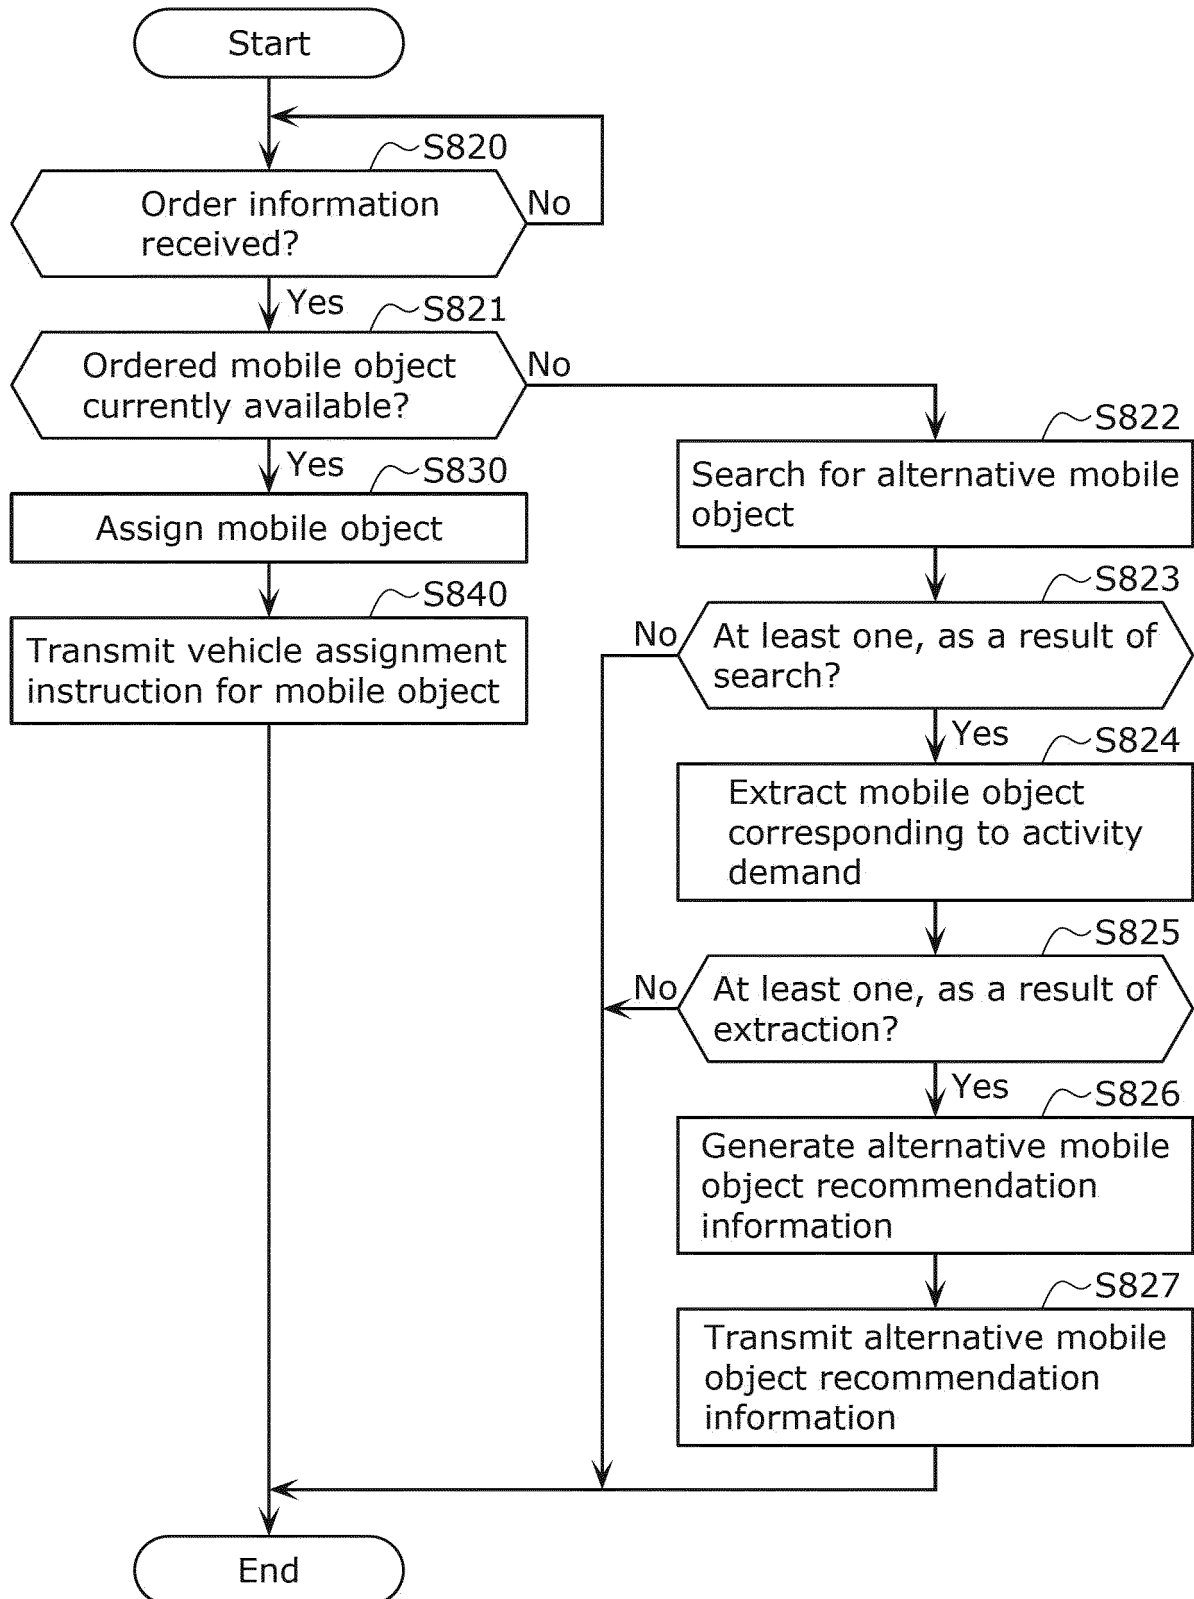 Start
S820
Order information
received?
No
Yes
S821
Ordered mobile object
currently available?
No
Yes
S830
Assign mobile object
S840
Transmit vehicle assignment
instruction for mobile object
S822
Search for alternative mobile
object
S823
No
At least one, as a result of
search?
Yes
S824
Extract mobile object
corresponding to activity
demand
S825
No
At least one, as a result of
extraction?
Yes
S826
Generate alternative mobile
object recommendation
information
S827
Transmit alternative mobile
object recommendation
information
End